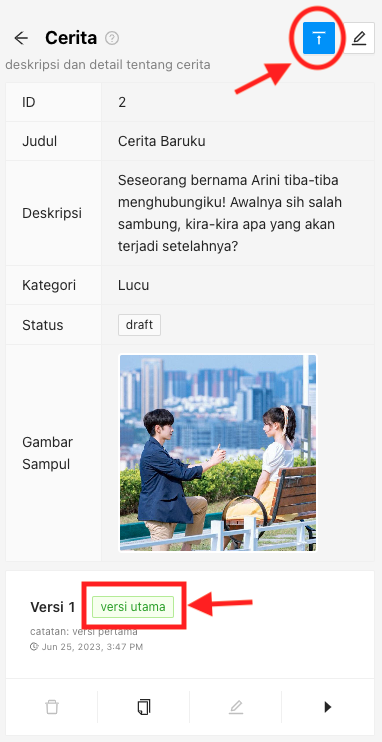 Cerita
deskripsi dan detail tentang cerita
ID 2
Judul Cerita Baruku
Deskripsi Seseorang bernama Arini tiba-tiba
menghubungiku! Awalnya sih salah
sambung, kira-kira apa yang akan
terjadi setelahnya?
Kategori Lucu
Status draft
Gambar
Sampul
Versi 1 versi utama
catatan: versi pertama
Jun 25, 2023, 3:47 PM